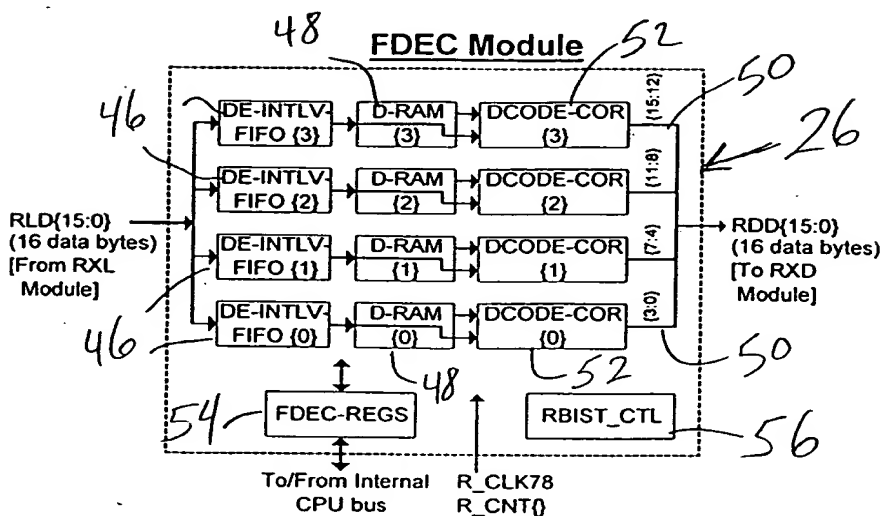 48
FDEC Module
52
46
DE-INTLV-
FIFO {3}
D-RAM
{3}
DCODE-COR
{3}
{15:12}
50
26
46
DE-INTLV-
FIFO {2}
D-RAM
{2}
DCODE-COR
{2}
{11:8}
RLD{15:0}
(16 data bytes)
[From RXL
Module]
DE-INTLV-
FIFO {1}
D-RAM
{1}
DCODE-COR
{1}
{7:4}
RDD{15:0}
(16 data bytes)
[To RXD
Module]
46
DE-INTLV-
FIFO {0}
D-RAM
{0}
DCODE-COR
{0}
{3:0}
50
48
52
54
FDEC-REGS
RBIST_CTL
56
To/From Internal
CPU bus
R_CLK78
R_CNT{}